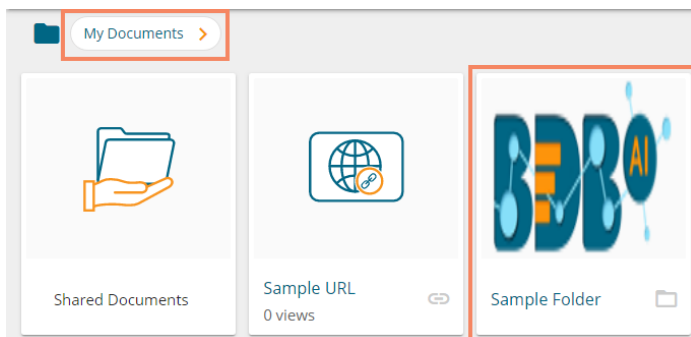 My Documents
BDB AI
Shared Documents
Sample URL
0 views
Sample Folder